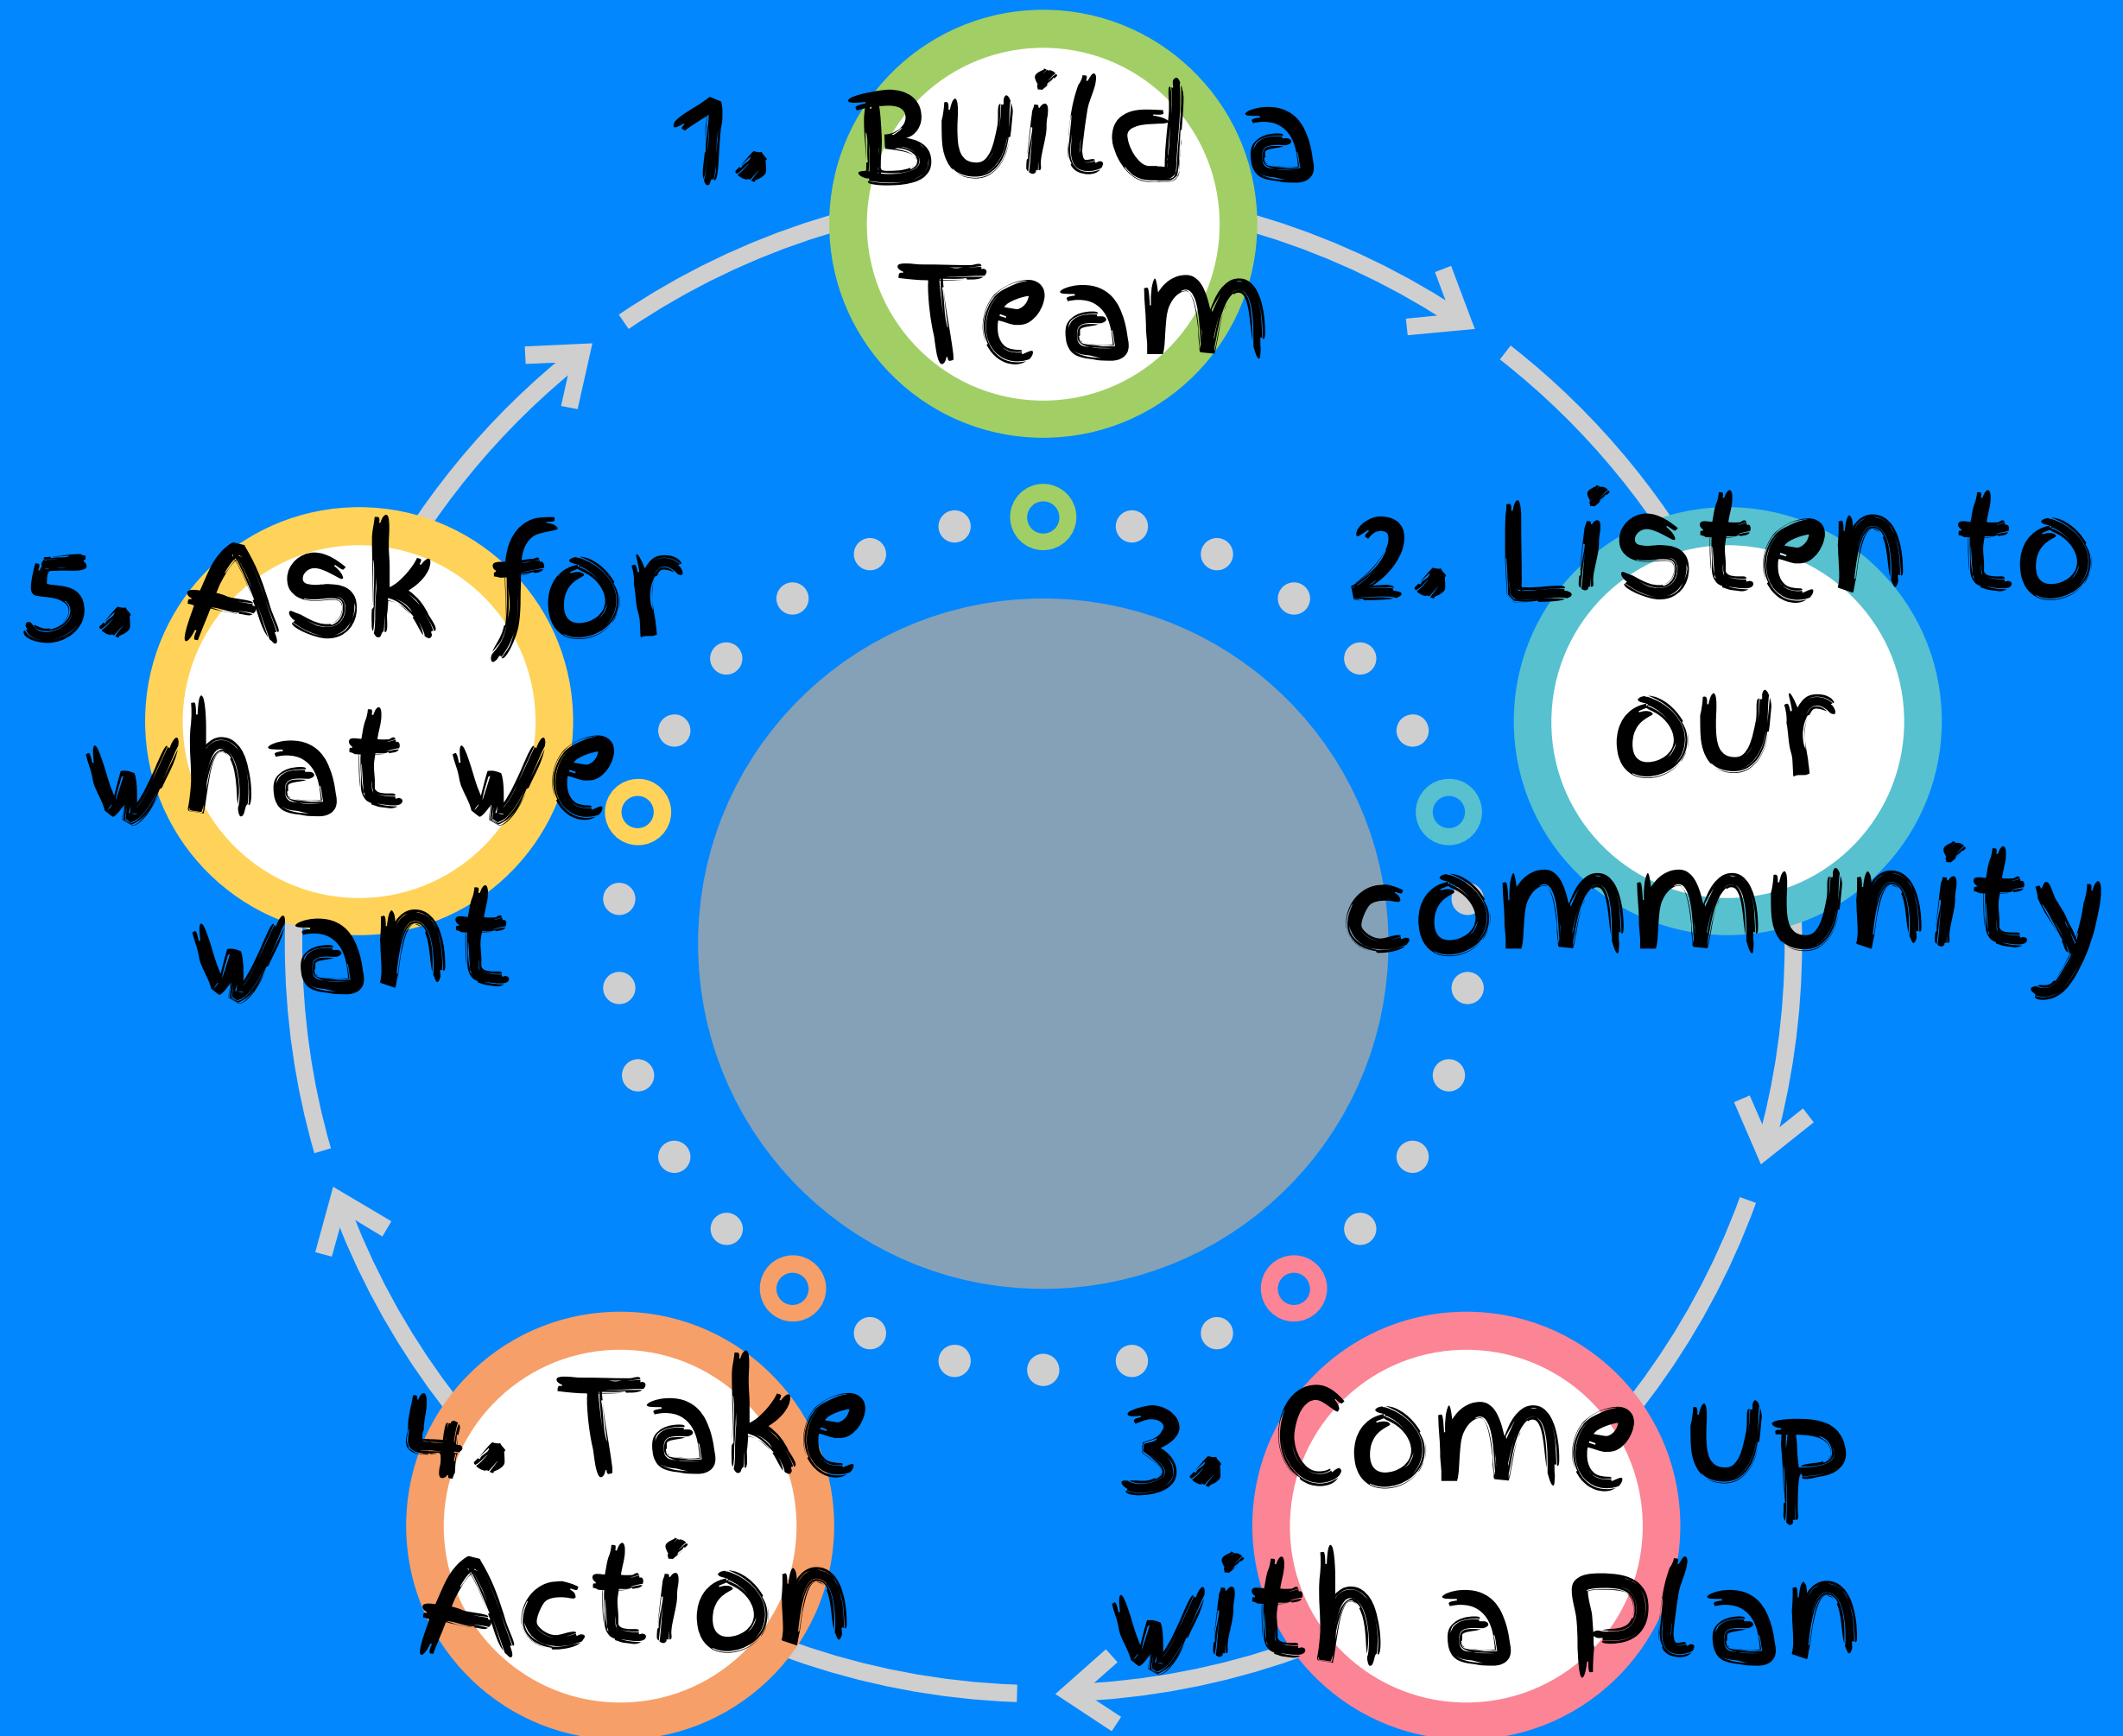 1. Build a
Team
2. Listen to
our
community
3. Come up
with a plan
4. Take
Action
5. Ask for
what we
want